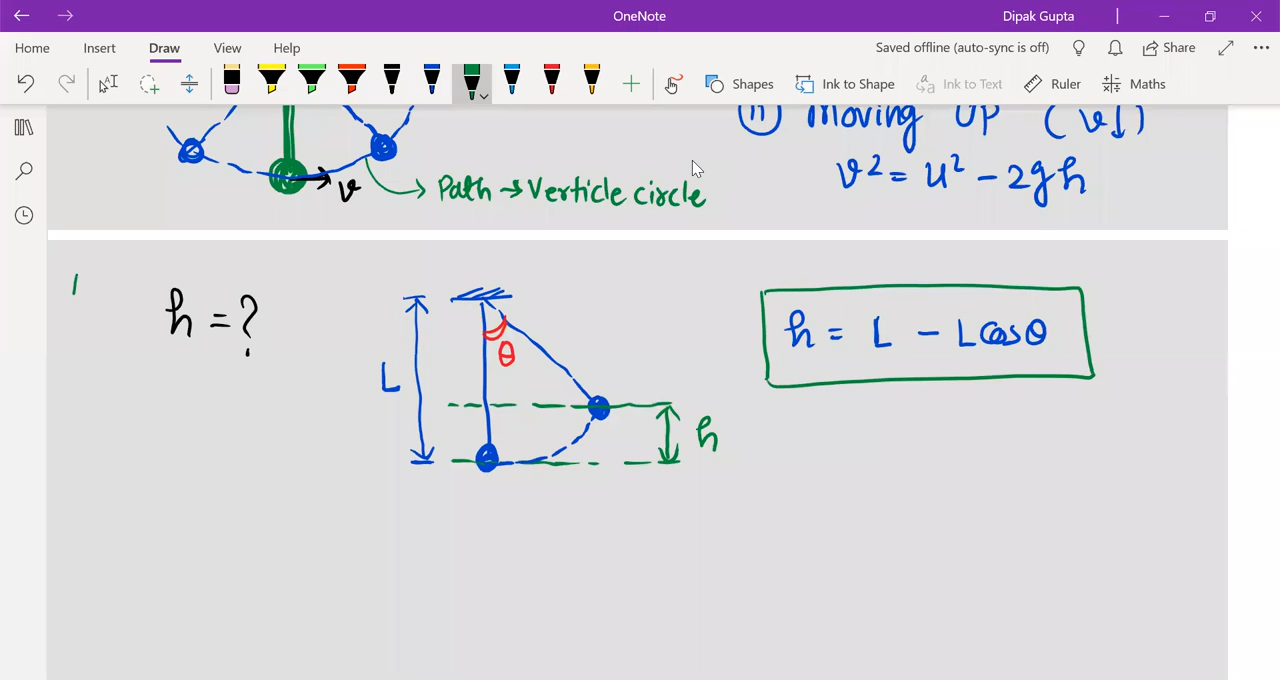 OneNote
Dipak Gupta
Home Insert Draw View Help
Saved offline (auto-sync is off)
Share
Shapes
Ink to Shape
Ink to Text
Ruler
Maths
v
Path → Verticle circle
(ii) Moving Up (v↓)
v² = u² - 2gh
h = ?
L
θ
h
h = L - Lcosθ